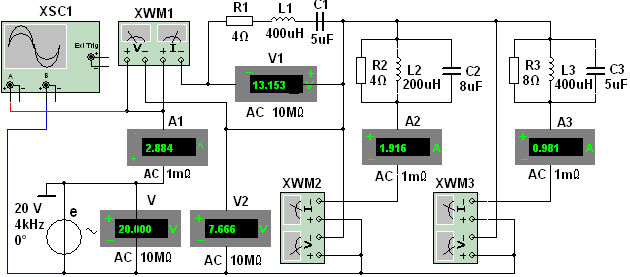 XSC1
Ext Trig
A
B
XWM1
V
I
R1
4Ω
L1
400uH
C1
5uF
V1
13.153
V
AC 10MΩ
R2
4Ω
L2
200uH
C2
8uF
R3
8Ω
L3
400uH
C3
5uF
A1
2.884
AC 1mΩ
A2
1.916
A
AC 1mΩ
A3
0.981
A
AC 1mΩ
20 V
4kHz
0°
e
V
20.000
V
AC 10MΩ
V2
7.666
V
AC 10MΩ
XWM2
I
V
XWM3
I
V